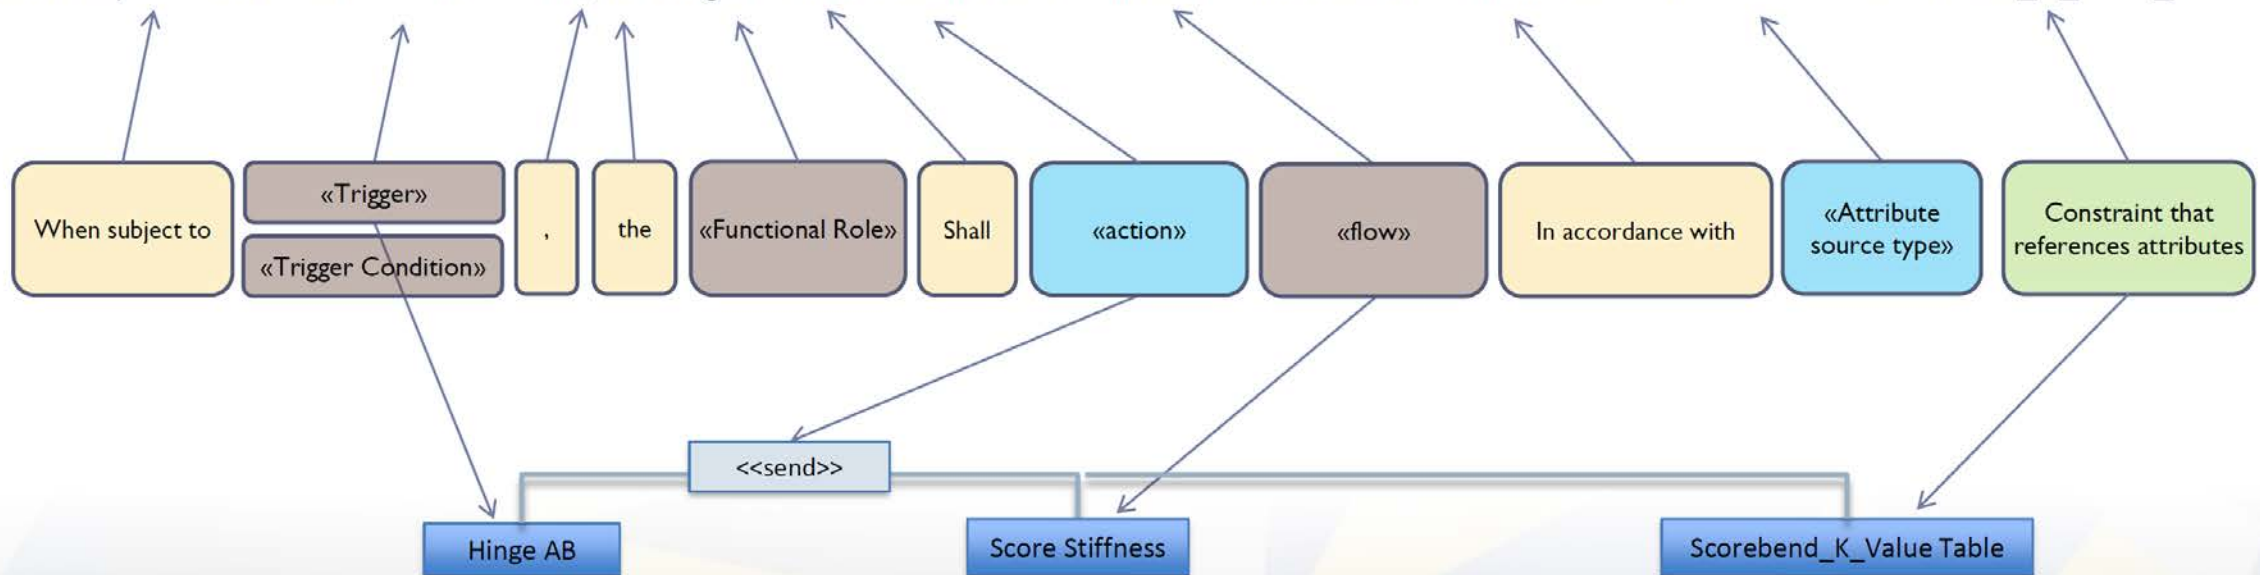 When subject to
«Trigger»
«Trigger Condition»
,
the
«Functional Role»
Shall
«action»
«flow»
In accordance with
«Attribute
source type»
Constraint that
references attributes
<<send>>
Hinge AB
Score Stiffness
Scorebend_K_Value Table